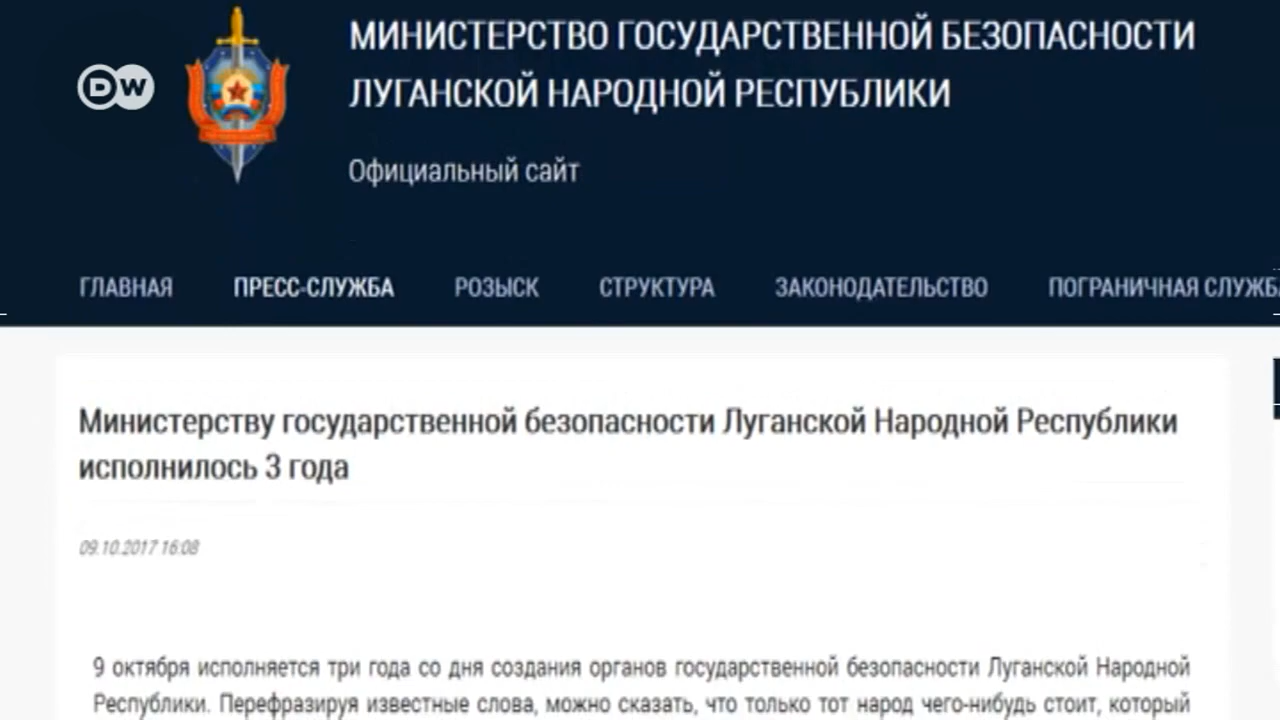 DW
МИНИСТЕРСТВО ГОСУДАРСТВЕННОЙ БЕЗОПАСНОСТИ
ЛУГАНСКОЙ НАРОДНОЙ РЕСПУБЛИКИ
Официальный сайт
ГЛАВНАЯ ПРЕСС-СЛУЖБА РОЗЫСК СТРУКТУРА ЗАКОНОДАТЕЛЬСТВО ПОГРАНИЧНАЯ СЛУЖБ
Министерству государственной безопасности Луганской Народной Республики
исполнилось 3 года
09.10.2017 16:08
9 октября исполняется три года со дня создания органов государственной безопасности Луганской Народной
Республики. Перефразируя известные слова, можно сказать, что только тот народ чего-нибудь стоит, который